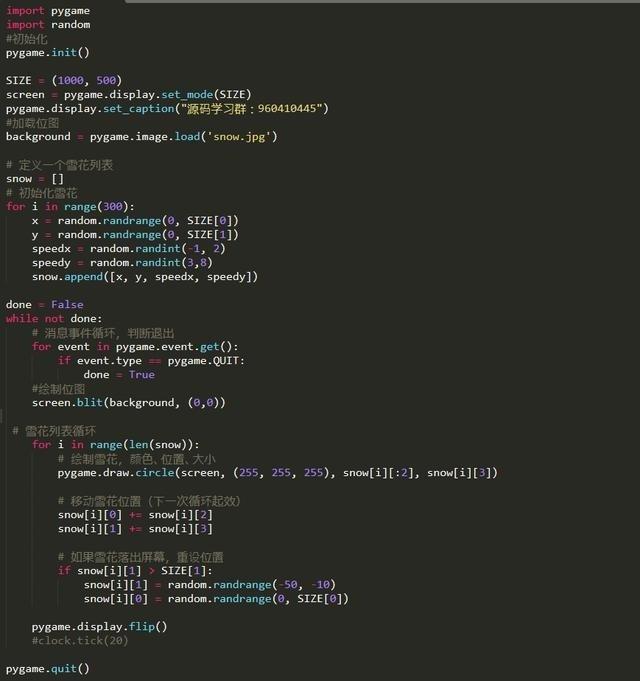 import pygame
import random
#初始化
pygame.init()
SIZE = (1000, 500)
screen = pygame.display.set_mode(SIZE)
pygame.display.set_caption("源码学习群：960410445")
#加载位图
background = pygame.image.load('snow.jpg')
# 定义一个雪花列表
snow = []
# 初始化雪花
for i in range(300):
    x = random.randrange(0, SIZE[0])
    y = random.randrange(0, SIZE[1])
    speedx = random.randint(-1, 2)
    speedy = random.randint(3,8)
    snow.append([x, y, speedx, speedy])
done = False
while not done:
    # 消息事件循环，判断退出
    for event in pygame.event.get():
        if event.type == pygame.QUIT:
            done = True
    #绘制位图
    screen.blit(background, (0,0))
 # 雪花列表循环
    for i in range(len(snow)):
        # 绘制雪花，颜色、位置、大小
        pygame.draw.circle(screen, (255, 255, 255), snow[i][:2], snow[i][3])
        # 移动雪花位置（下一次循环起效）
        snow[i][0] += snow[i][2]
        snow[i][1] += snow[i][3]
        # 如果雪花落出屏幕，重设位置
        if snow[i][1] > SIZE[1]:
            snow[i][1] = random.randrange(-50, -10)
            snow[i][0] = random.randrange(0, SIZE[0])
    pygame.display.flip()
    #clock.tick(20)
pygame.quit()